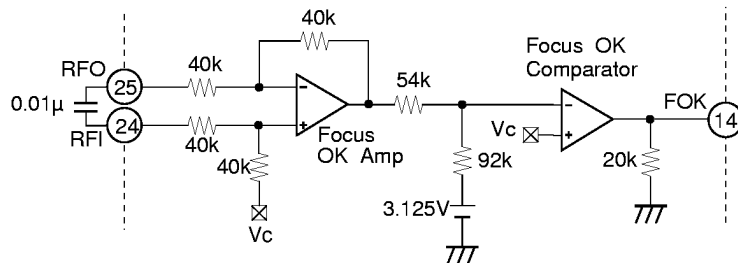 40k
Focus OK
Comparator
RFO
25
40k
54k
0.01μ
FOK
24
RFI
40k
Focus
OK Amp
40k
Vc
92k
20k
14
3.125V
Vc
−
+
−
+